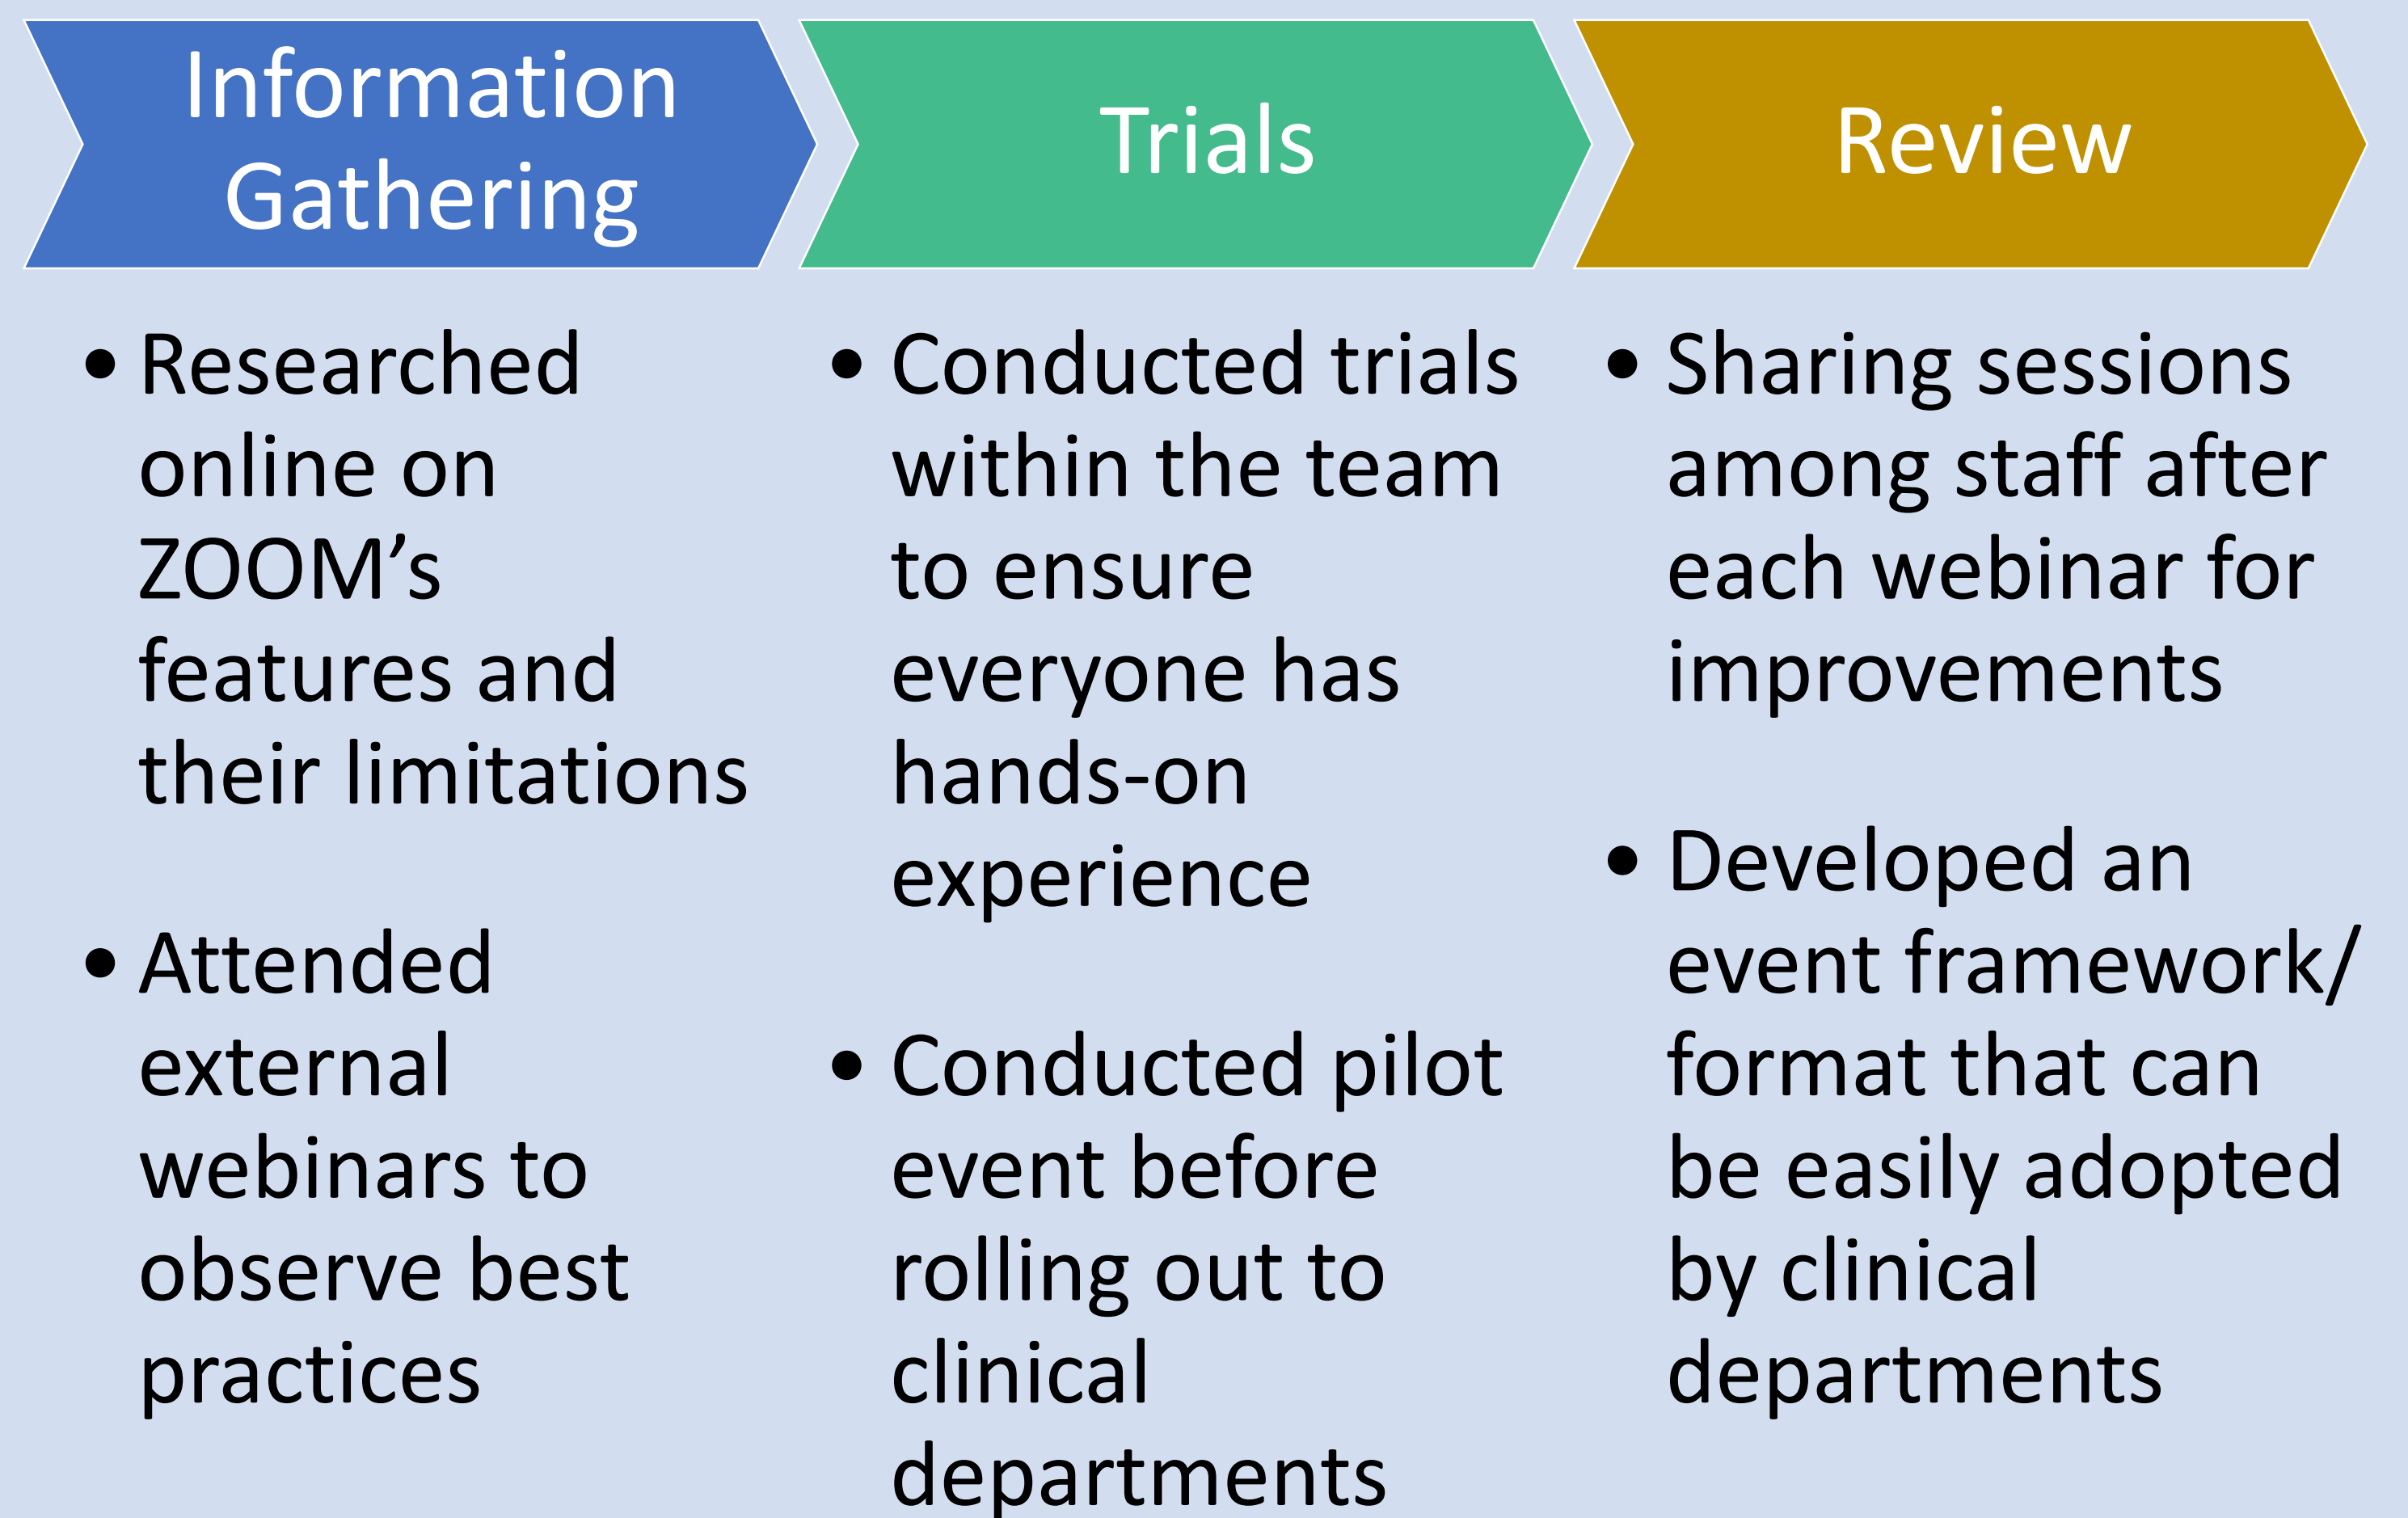 Information
Gathering
• Researched
online on
ZOOM’s
features and
their limitations
• Attended
external
webinars to
observe best
practices
Trials
• Conducted trials
within the team
to ensure
everyone has
hands-on
experience
• Conducted pilot
event before
rolling out to
clinical
departments
Review
• Sharing sessions
among staff after
each webinar for
improvements
• Developed an
event framework/
format that can
be easily adopted
by clinical
departments